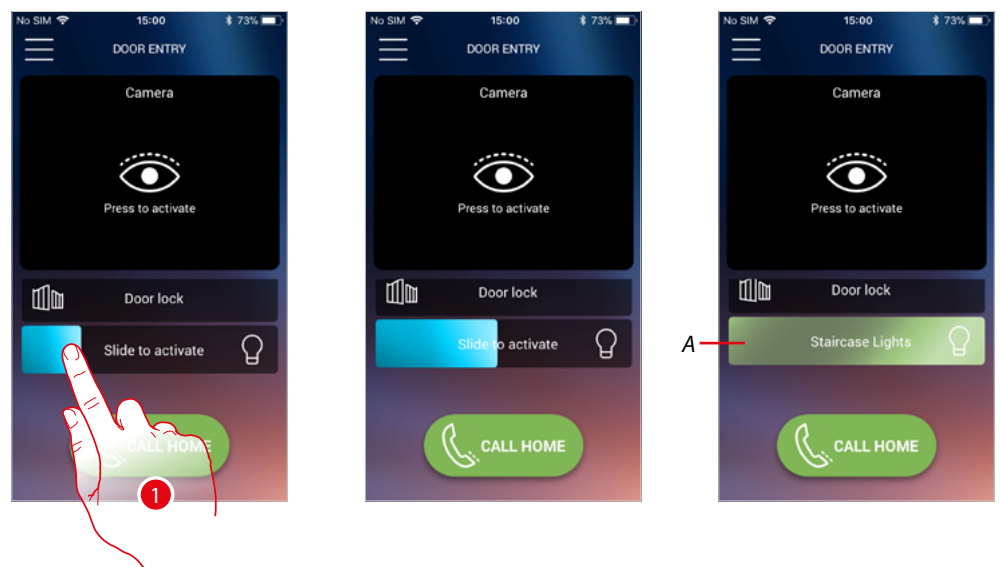 No SIM 15:00 73%
DOOR ENTRY
Camera
Press to activate
Door lock
Slide to activate
CALL HOME
1
No SIM 15:00 73%
DOOR ENTRY
Camera
Press to activate
Door lock
Slide to activate
CALL HOME
No SIM 15:00 73%
DOOR ENTRY
Camera
Press to activate
Door lock
A
Staircase Lights
CALL HOME